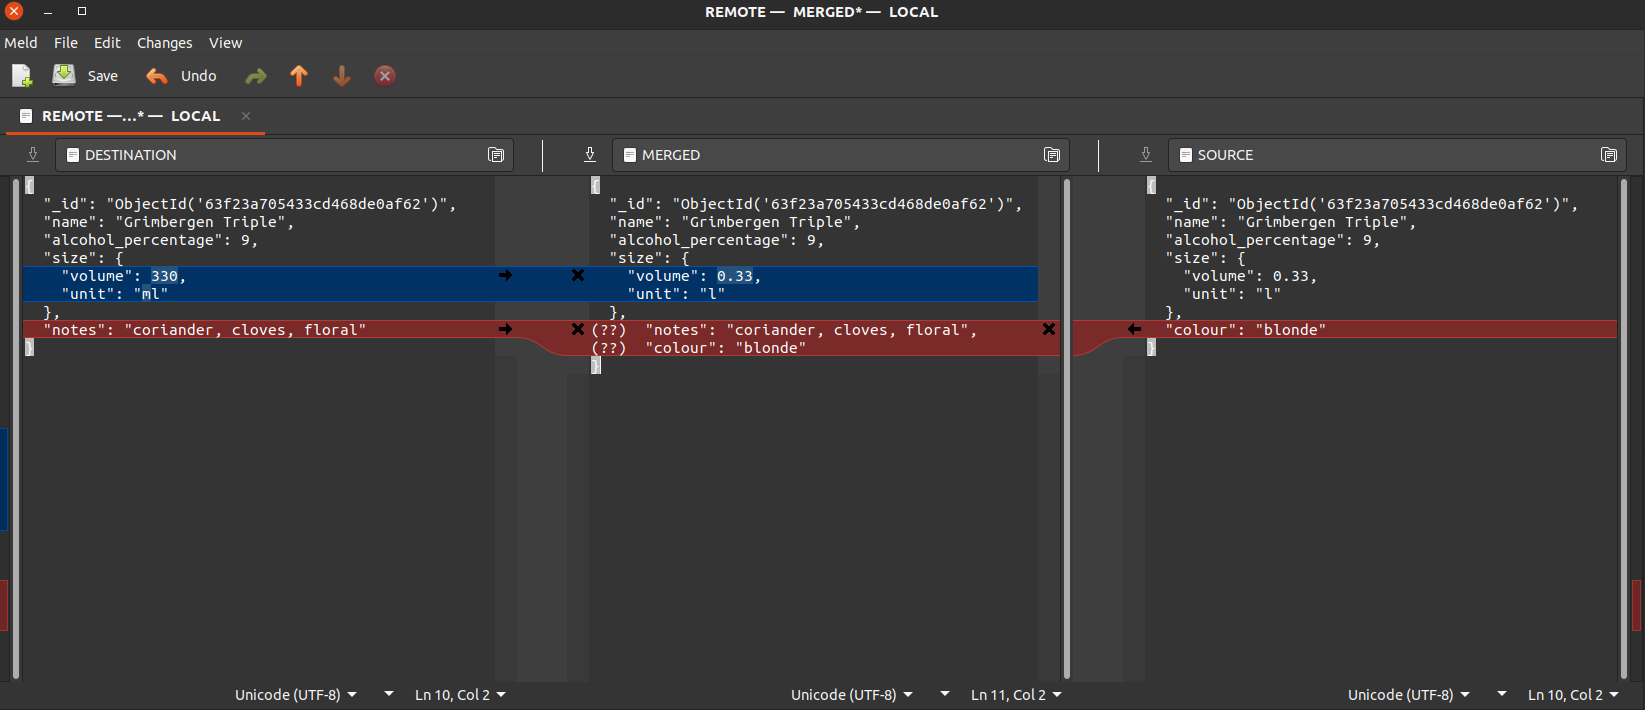 REMOTE — MERGED* — LOCAL
Meld File Edit Changes View
Save Undo
REMOTE —...* — LOCAL
DESTINATION
{
"_id": "ObjectId('63f23a705433cd468de0af62')",
"name": "Grimbergen Triple",
"alcohol_percentage": 9,
"size": {
"volume": 330,
"unit": "ml"
},
"notes": "coriander, cloves, floral"
}
Unicode (UTF-8) Ln 10, Col 2
MERGED
{
"_id": "ObjectId('63f23a705433cd468de0af62')",
"name": "Grimbergen Triple",
"alcohol_percentage": 9,
"size": {
"volume": 0.33,
"unit": "l"
},
(??) "notes": "coriander, cloves, floral",
(??) "colour": "blonde"
}
Unicode (UTF-8) Ln 11, Col 2
SOURCE
{
"_id": "ObjectId('63f23a705433cd468de0af62')",
"name": "Grimbergen Triple",
"alcohol_percentage": 9,
"size": {
"volume": 0.33,
"unit": "l"
},
"colour": "blonde"
}
Unicode (UTF-8) Ln 10, Col 2